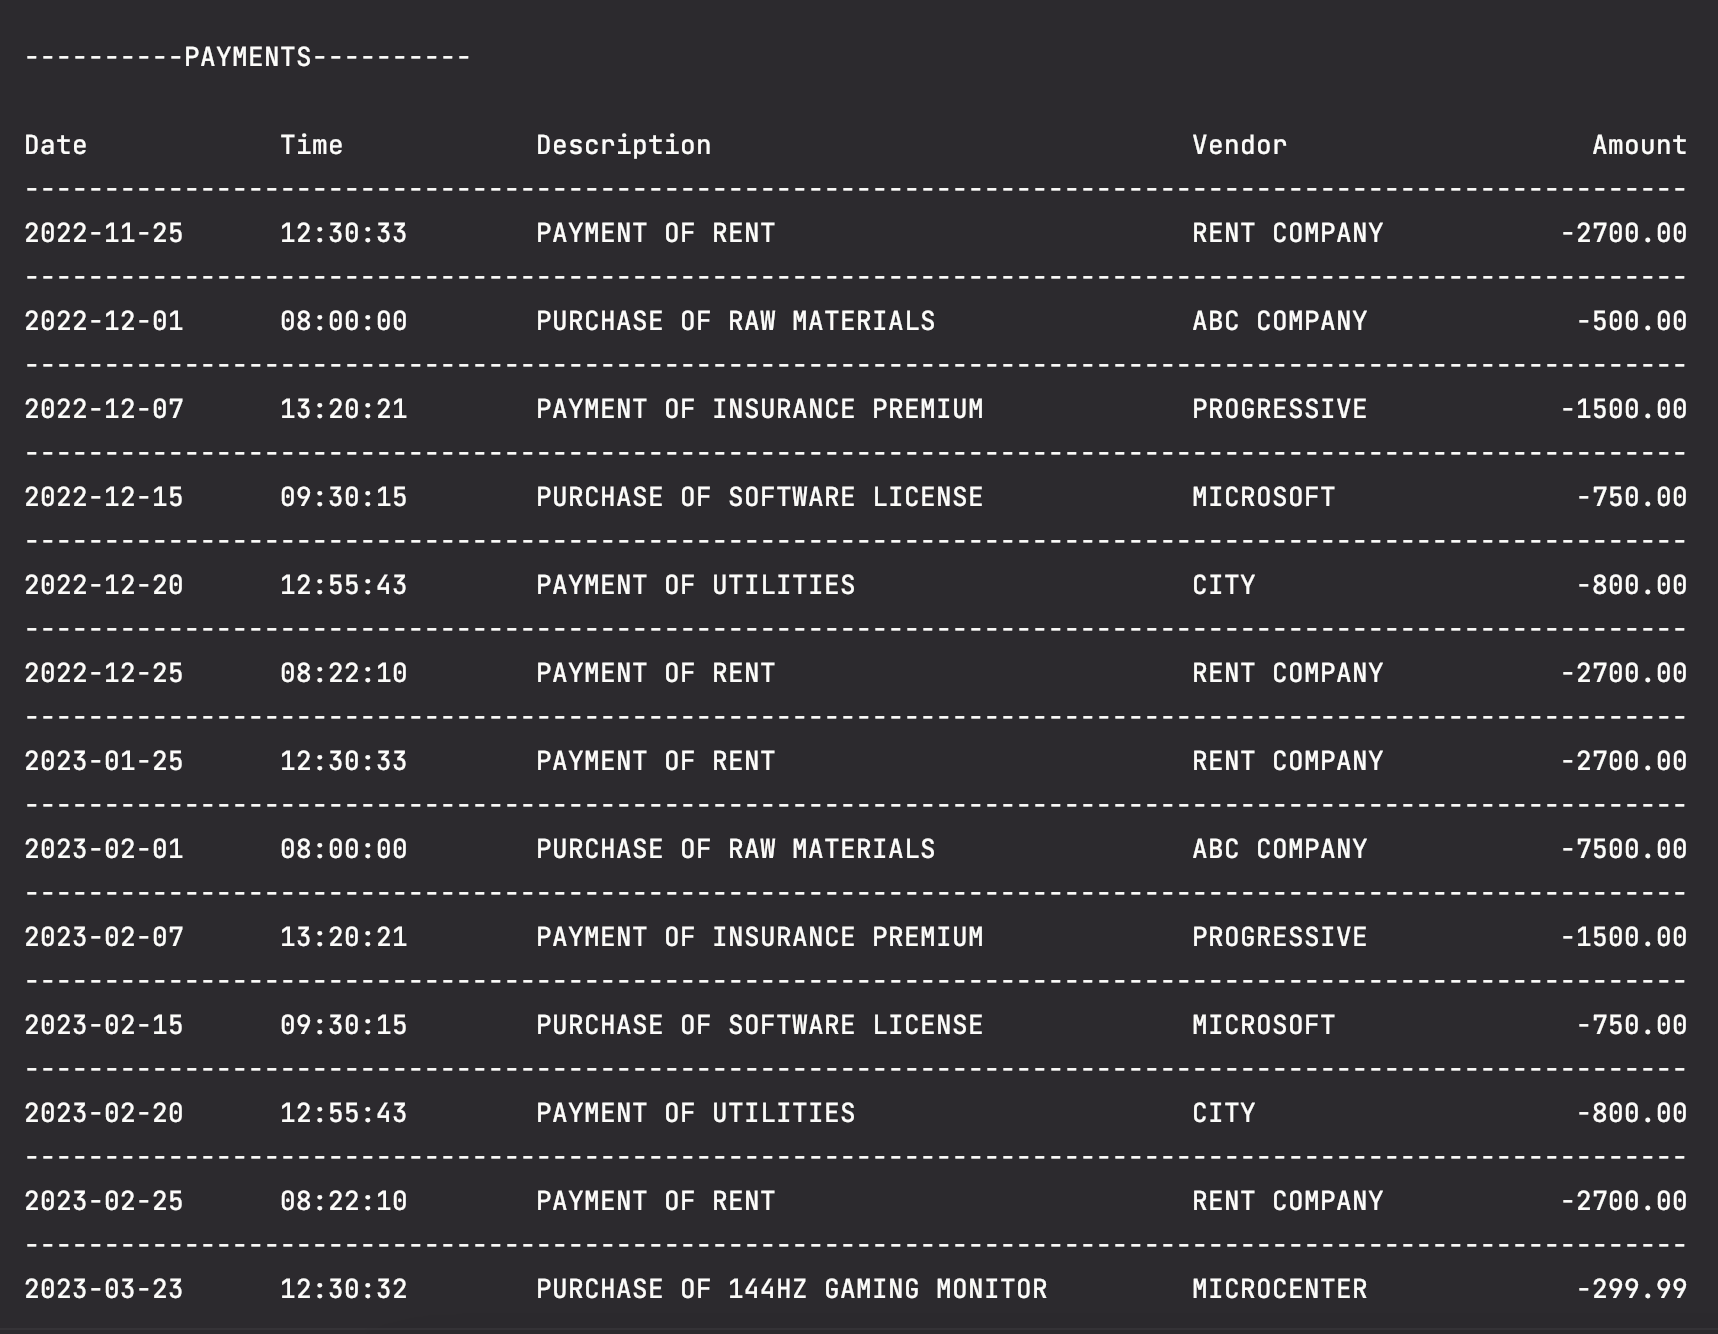 ----------PAYMENTS----------
Date Time Description Vendor Amount
--------------------------------------------------------------------------------------------------------
2022-11-25 12:30:33 PAYMENT OF RENT RENT COMPANY -2700.00
--------------------------------------------------------------------------------------------------------
2022-12-01 08:00:00 PURCHASE OF RAW MATERIALS ABC COMPANY -500.00
--------------------------------------------------------------------------------------------------------
2022-12-07 13:20:21 PAYMENT OF INSURANCE PREMIUM PROGRESSIVE -1500.00
--------------------------------------------------------------------------------------------------------
2022-12-15 09:30:15 PURCHASE OF SOFTWARE LICENSE MICROSOFT -750.00
--------------------------------------------------------------------------------------------------------
2022-12-20 12:55:43 PAYMENT OF UTILITIES CITY -800.00
--------------------------------------------------------------------------------------------------------
2022-12-25 08:22:10 PAYMENT OF RENT RENT COMPANY -2700.00
--------------------------------------------------------------------------------------------------------
2023-01-25 12:30:33 PAYMENT OF RENT RENT COMPANY -2700.00
--------------------------------------------------------------------------------------------------------
2023-02-01 08:00:00 PURCHASE OF RAW MATERIALS ABC COMPANY -7500.00
--------------------------------------------------------------------------------------------------------
2023-02-07 13:20:21 PAYMENT OF INSURANCE PREMIUM PROGRESSIVE -1500.00
--------------------------------------------------------------------------------------------------------
2023-02-15 09:30:15 PURCHASE OF SOFTWARE LICENSE MICROSOFT -750.00
--------------------------------------------------------------------------------------------------------
2023-02-20 12:55:43 PAYMENT OF UTILITIES CITY -800.00
--------------------------------------------------------------------------------------------------------
2023-02-25 08:22:10 PAYMENT OF RENT RENT COMPANY -2700.00
--------------------------------------------------------------------------------------------------------
2023-03-23 12:30:32 PURCHASE OF 144HZ GAMING MONITOR MICROCENTER -299.99